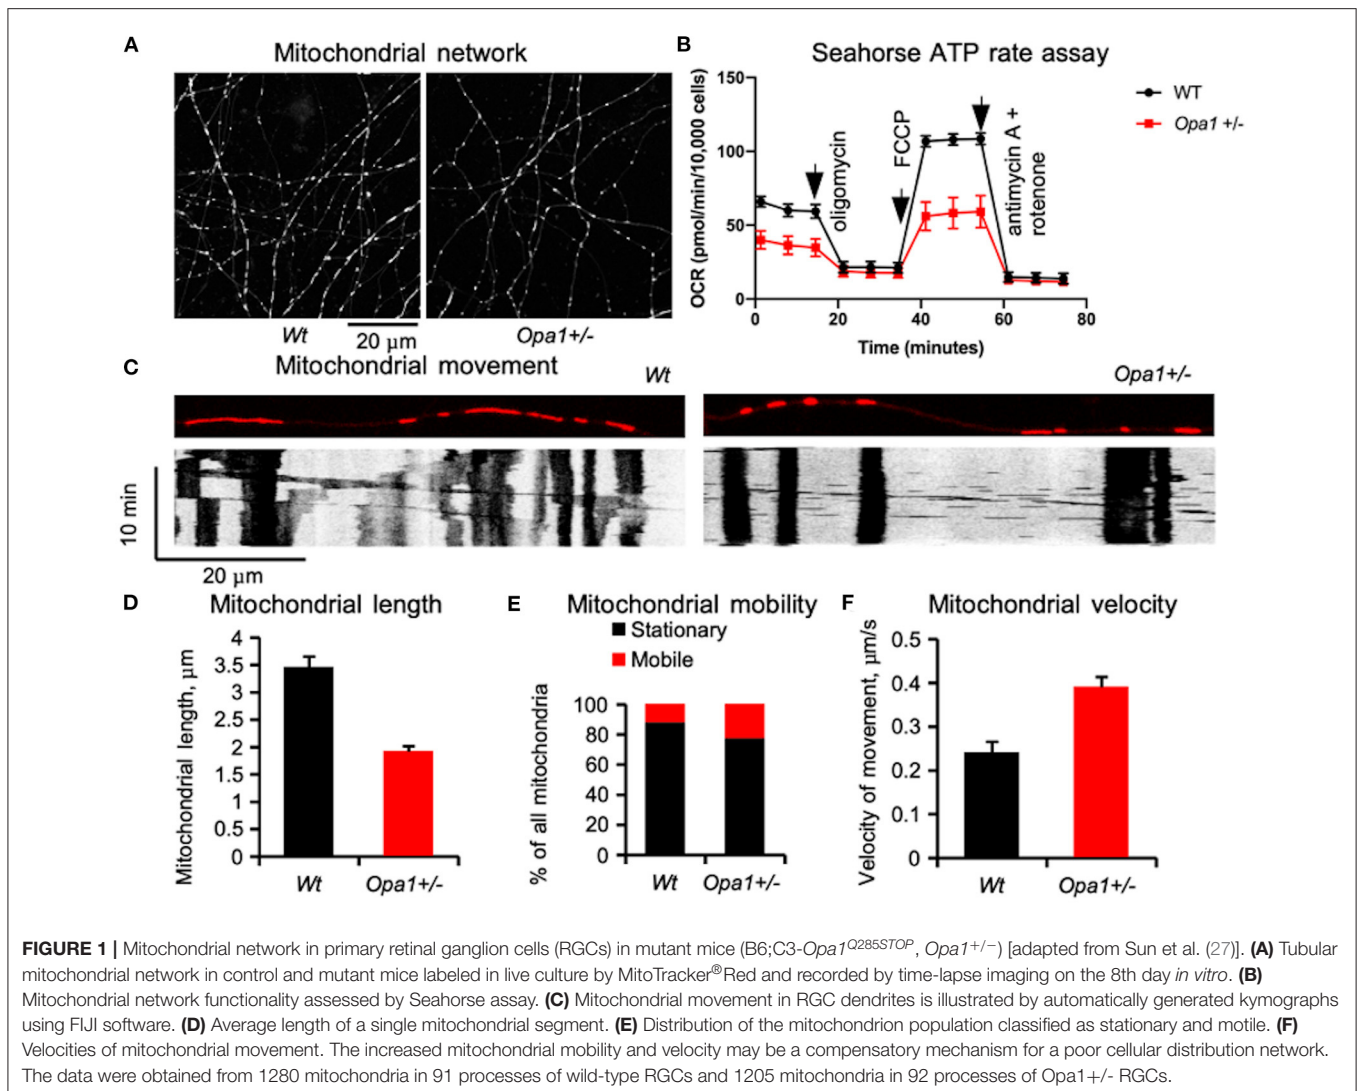 A
Mitochondrial network
Wt
20 μm
Opa1+/-
B
Seahorse ATP rate assay
OCR (pmol/min/10,000 cells)
150
100
50
0
0 20 40 60 80
Time (minutes)
oligomycin
FCCP
antimycin A +
rotenone
WT
Opa1 +/-
C
Mitochondrial movement
Wt
Opa1+/-
10 min
20 μm
D
Mitochondrial length
Mitochondrial length, μm
4
3.5
3
2.5
2
1.5
1
0.5
0
Wt Opa1+/-
E
Mitochondrial mobility
Stationary
Mobile
% of all mitochondria
100
80
60
40
20
0
Wt Opa1+/-
F
Mitochondrial velocity
Velocity of movement, μm/s
0.5
0.4
0.3
0.2
0.1
0
Wt Opa1+/-
FIGURE 1 | Mitochondrial network in primary retinal ganglion cells (RGCs) in mutant mice (B6;C3-Opa1Q285STOP, Opa1+/−) [adapted from Sun et al. (27)]. (A) Tubular
mitochondrial network in control and mutant mice labeled in live culture by MitoTracker®Red and recorded by time-lapse imaging on the 8th day in vitro. (B)
Mitochondrial network functionality assessed by Seahorse assay. (C) Mitochondrial movement in RGC dendrites is illustrated by automatically generated kymographs
using FIJI software. (D) Average length of a single mitochondrial segment. (E) Distribution of the mitochondrion population classified as stationary and motile. (F)
Velocities of mitochondrial movement. The increased mitochondrial mobility and velocity may be a compensatory mechanism for a poor cellular distribution network.
The data were obtained from 1280 mitochondria in 91 processes of wild-type RGCs and 1205 mitochondria in 92 processes of Opa1+/- RGCs.